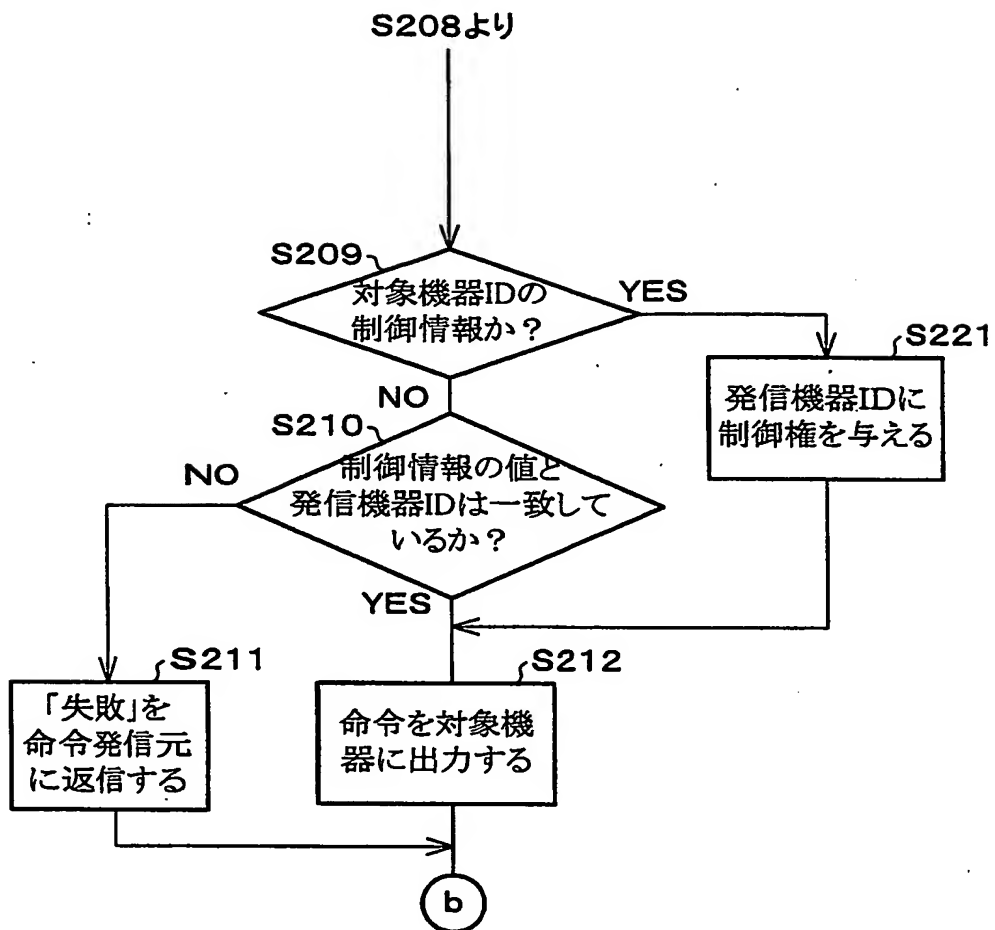 S208より
S209
対象機器IDの
制御情報か？
YES
S221
発信機器IDに
制御権を与える
NO
S210
制御情報の値と
発信機器IDは一致して
いるか？
NO
YES
S211
「失敗」を
命令発信元
に返信する
S212
命令を対象機
器に出力する
b